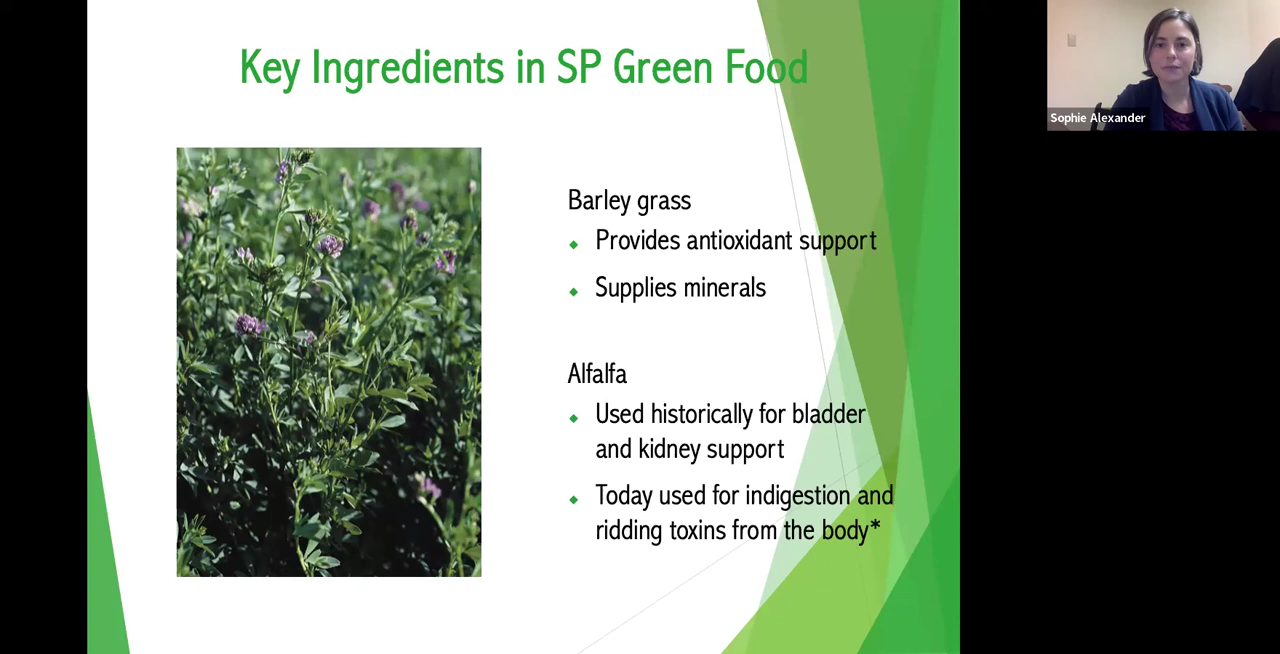 Key Ingredients in SP Green Food
Sophie Alexander
Barley grass
Provides antioxidant support
Supplies minerals
Alfalfa
Used historically for bladder
and kidney support
Today used for indigestion and
ridding toxins from the body*